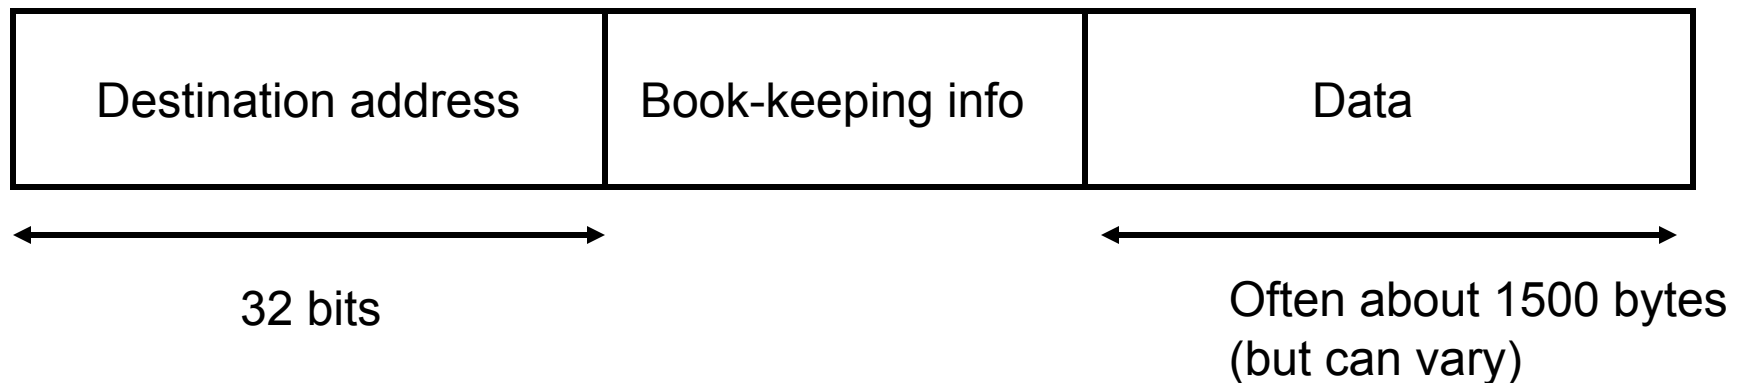 Destination address
Book-keeping info
Data
32 bits
Often about 1500 bytes
(but can vary)